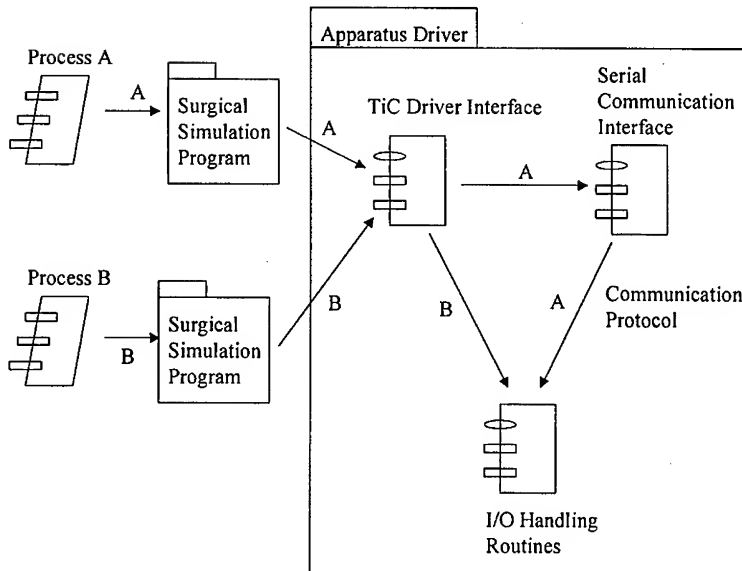 Apparatus Driver
Process A
A
Surgical
Simulation
Program
A
TiC Driver Interface
Serial
Communication
Interface
A
Process B
B
Surgical
Simulation
Program
B
B
A
Communication
Protocol
I/O Handling
Routines